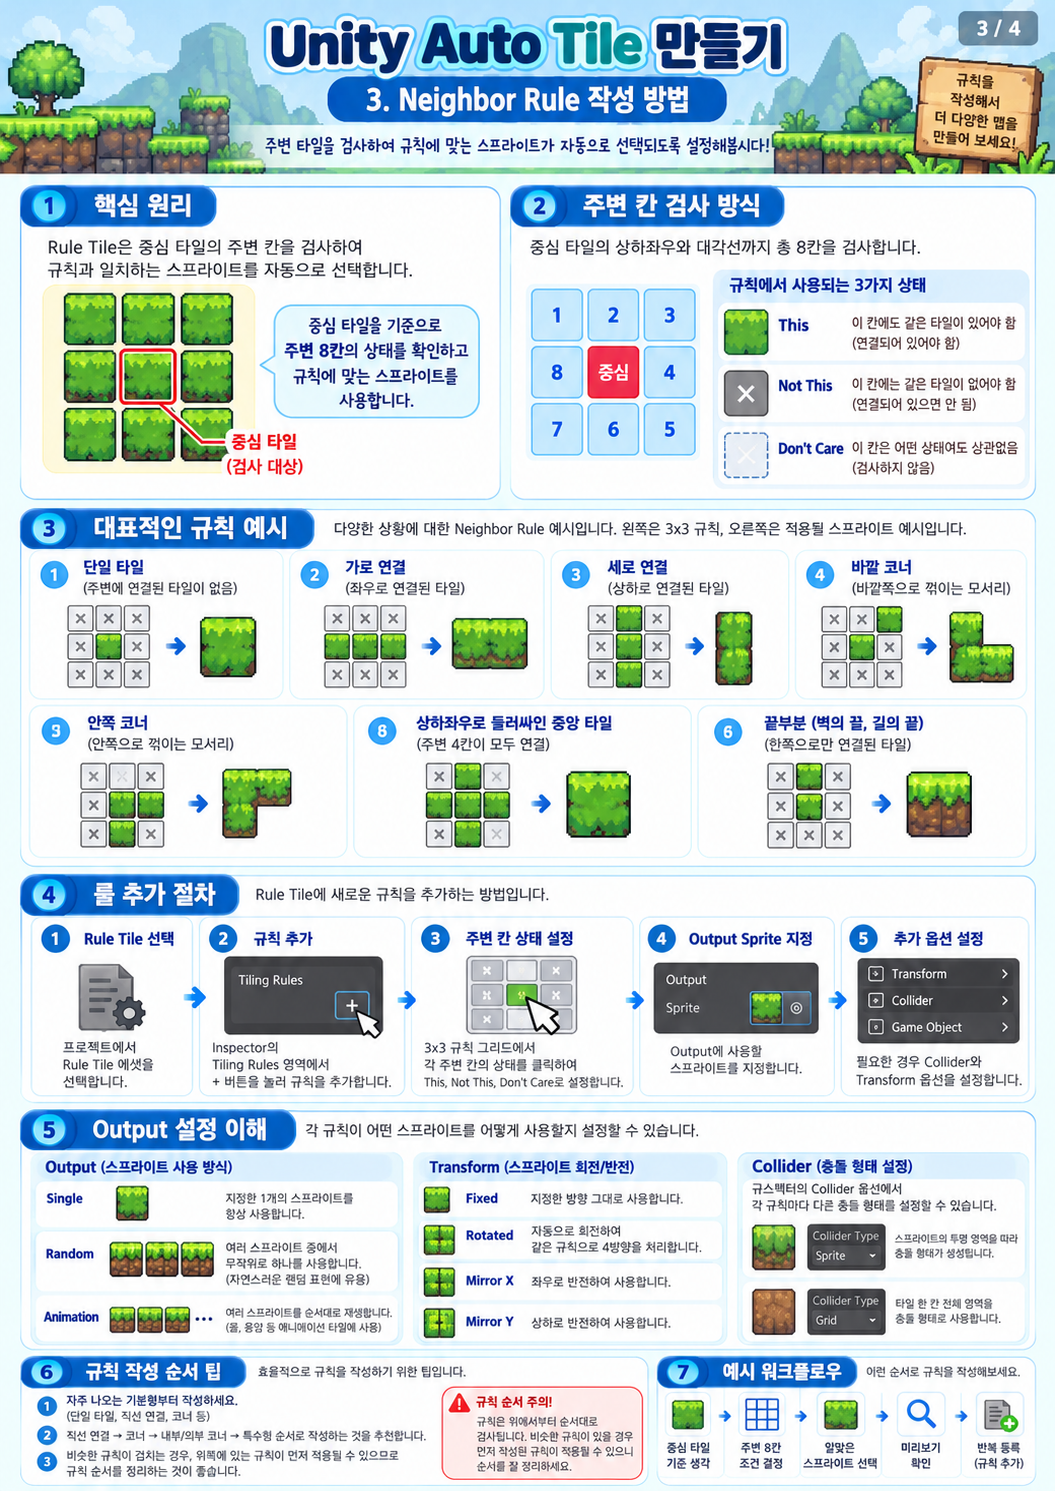 Unity Auto Tile 만들기
3 / 4
3. Neighbor Rule 작성 방법
주변 타일을 검사하여 규칙에 맞는 스프라이트가 자동으로 선택되도록 설정해봅시다!
규칙을
작성해서
더 다양한 맵을
만들어 보세요!
1 핵심 원리
Rule Tile은 중심 타일의 주변 칸을 검사하여
규칙과 일치하는 스프라이트를 자동으로 선택합니다.
중심 타일을 기준으로
주변 8칸의 상태를 확인하고
규칙에 맞는 스프라이트를
사용합니다.
중심 타일
(검사 대상)
2 주변 칸 검사 방식
중심 타일의 상하좌우와 대각선까지 총 8칸을 검사합니다.
1 2 3
8 중심 4
7 6 5
규칙에서 사용되는 3가지 상태
This 이 칸에도 같은 타일이 있어야 함
(연결되어 있어야 함)
Not This 이 칸에는 같은 타일이 없어야 함
(연결되어 있으면 안 됨)
Don't Care 이 칸은 어떤 상태여도 상관없음
(검사하지 않음)
3 대표적인 규칙 예시
다양한 상황에 대한 Neighbor Rule 예시입니다. 왼쪽은 3x3 규칙, 오른쪽은 적용될 스프라이트 예시입니다.
1 단일 타일
(주변에 연결된 타일이 없음)
2 가로 연결
(좌우로 연결된 타일)
3 세로 연결
(상하로 연결된 타일)
4 바깥 코너
(바깥쪽으로 꺾이는 모서리)
5 안쪽 코너
(안쪽으로 꺾이는 모서리)
6 상하좌우로 들러싸인 중앙 타일
(주변 4칸이 모두 연결)
6 끝부분 (벽의 끝, 길의 끝)
(한쪽으로만 연결된 타일)
4 룰 추가 절차
Rule Tile에 새로운 규칙을 추가하는 방법입니다.
1 Rule Tile 선택
프로젝트에서
Rule Tile 에셋을
선택합니다.
2 규칙 추가
Tiling Rules
+
Inspector의
Tiling Rules 영역에서
+ 버튼을 눌러 규칙을 추가합니다.
3 주변 칸 상태 설정
3x3 규칙 그리드에서
각 주변 칸의 상태를 클릭하여
This, Not This, Don't Care로 설정합니다.
4 Output Sprite 지정
Output
Sprite
Output에 사용할
스프라이트를 지정합니다.
5 추가 옵션 설정
Transform
Collider
Game Object
필요한 경우 Collider와
Transform 옵션을 설정합니다.
5 Output 설정 이해
각 규칙이 어떤 스프라이트를 어떻게 사용할지 설정할 수 있습니다.
Output (스프라이트 사용 방식)
Single
지정한 1개의 스프라이트를
항상 사용합니다.
Random
여러 스프라이트 중에서
무작위로 하나를 사용합니다.
(자연스러운 랜덤 표현에 유용)
Animation
여러 스프라이트를 순서대로 재생합니다.
(물, 용암 등 애니메이션 타일에 사용)
Transform (스프라이트 회전/반전)
Fixed 지정한 방향 그대로 사용합니다.
Rotated 자동으로 회전하여
같은 규칙으로 4방향을 처리합니다.
Mirror X 좌우로 반전하여 사용합니다.
Mirror Y 상하로 반전하여 사용합니다.
Collider (충돌 형태 설정)
규스펙터의 Collider 옵션에서
각 규칙마다 다른 충돌 형태를 설정할 수 있습니다.
Collider Type
Sprite
스프라이트의 투명 영역을 따라
충돌 형태가 생성됩니다.
Collider Type
Grid
타일 한 칸 전체 영역을
충돌 형태로 사용합니다.
6 규칙 작성 순서 팁
효율적으로 규칙을 작성하기 위한 팁입니다.
1 자주 나오는 기본형부터 작성하세요.
(단일 타일, 직선 연결, 코너 등)
2 직선 연결 → 코너 → 내부/외부 코너 → 특수형 순서로 작성하는 것을 추천합니다.
3 비슷한 규칙이 겹치는 경우, 위쪽에 있는 규칙이 먼저 적용될 수 있으므로
규칙 순서를 정리하는 것이 좋습니다.
규칙 순서 주의!
규칙은 위에서부터 순서대로
검사됩니다. 비슷한 규칙이 있을 경우
먼저 작성된 규칙이 적용될 수 있으니
순서를 잘 정리하세요.
7 예시 워크플로우
이런 순서로 규칙을 작성해보세요.
중심 타일
기준 생각
주변 8칸
조건 결정
알맞은
스프라이트 선택
미리보기
확인
반복 등록
(규칙 추가)